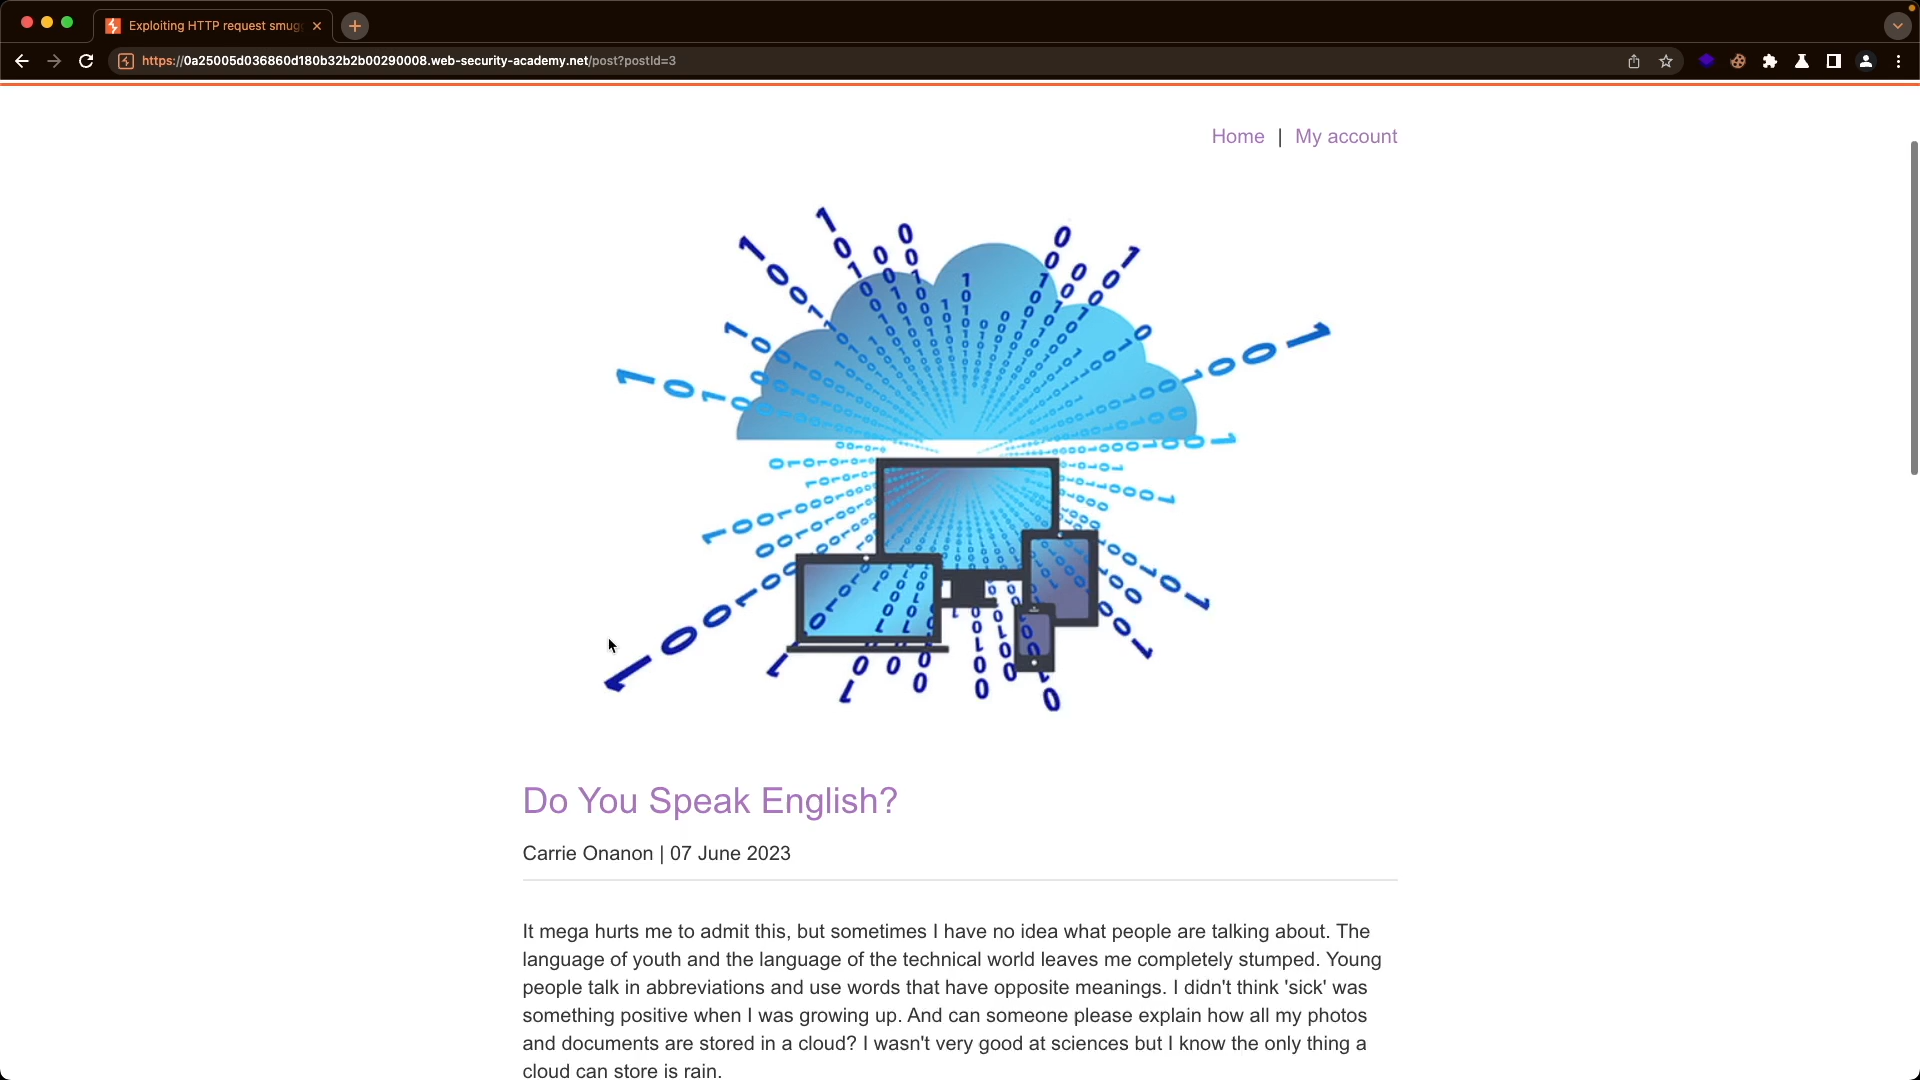 Exploiting HTTP request smug
https://0a25005d036860d180b32b2b00290008.web-security-academy.net/post?postId=3
Home | My account
Do You Speak English?
Carrie Onanon | 07 June 2023
It mega hurts me to admit this, but sometimes I have no idea what people are talking about. The
language of youth and the language of the technical world leaves me completely stumped. Young
people talk in abbreviations and use words that have opposite meanings. I didn't think 'sick' was
something positive when I was growing up. And can someone please explain how all my photos
and documents are stored in a cloud? I wasn't very good at sciences but I know the only thing a
cloud can store is rain.